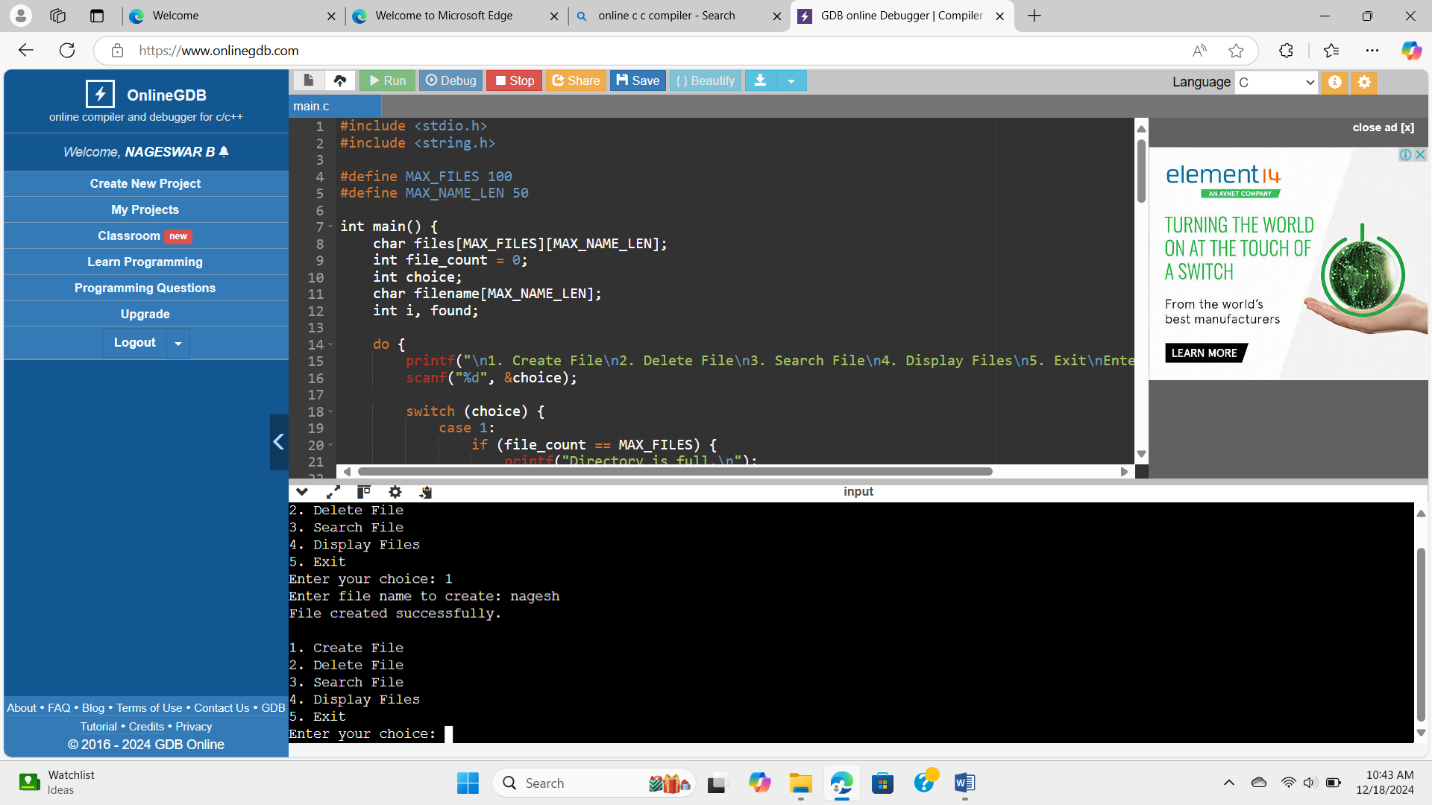 Welcome
Welcome to Microsoft Edge
online c c compiler - Search
GDB online Debugger | Compiler
https://www.onlinegdb.com
OnlineGDB
online compiler and debugger for c/c++
Welcome, NAGESWAR B
Create New Project
My Projects
Classroom new
Learn Programming
Programming Questions
Upgrade
Logout
About • FAQ • Blog • Terms of Use • Contact Us • GDB
Tutorial • Credits • Privacy
© 2016 - 2024 GDB Online
Run Debug Stop Share Save {} Beautify
Language C
main.c
1 #include <stdio.h>
2 #include <string.h>
3
4 #define MAX_FILES 100
5 #define MAX_NAME_LEN 50
6
7 int main() {
8 char files[MAX_FILES][MAX_NAME_LEN];
9 int file_count = 0;
10 int choice;
11 char filename[MAX_NAME_LEN];
12 int i, found;
13
14 do {
15 printf("\n1. Create File\n2. Delete File\n3. Search File\n4. Display Files\n5. Exit\nEnte
16 scanf("%d", &choice);
17
18 switch (choice) {
19 case 1:
20 if (file_count == MAX_FILES) {
21 printf("Directory is full.\n");
close ad [x]
element14
AN AVNET COMPANY
TURNING THE WORLD
ON AT THE TOUCH OF
A SWITCH
From the world's
best manufacturers
LEARN MORE
input
2. Delete File
3. Search File
4. Display Files
5. Exit
Enter your choice: 1
Enter file name to create: nagesh
File created successfully.
1. Create File
2. Delete File
3. Search File
4. Display Files
5. Exit
Enter your choice:
Watchlist
Ideas
Search
10:43 AM
12/18/2024